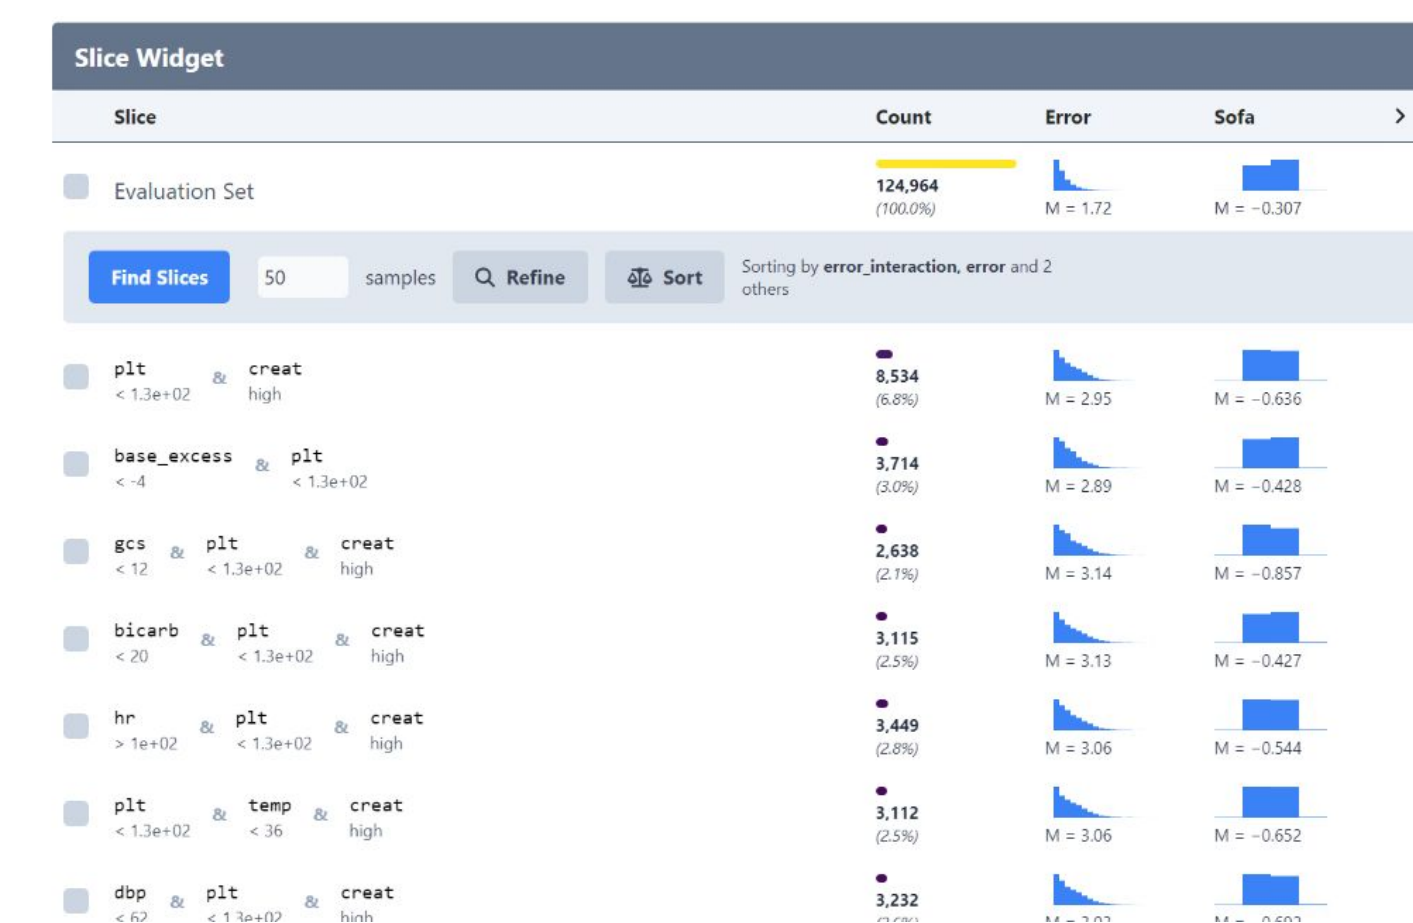 Slice Widget
Slice Count Error Sofa
Evaluation Set
124,964
(100.0%) M = 1.72 M = −0.307
Find Slices 50 samples Refine Sort Sorting by error_interaction, error and 2
others
plt & creat
< 1.3e+02 high
8,534
(6.8%) M = 2.95 M = −0.636
base_excess & plt
< -4 < 1.3e+02
3,714
(3.0%) M = 2.89 M = −0.428
gcs & plt & creat
< 12 < 1.3e+02 high
2,638
(2.1%) M = 3.14 M = −0.857
bicarb & plt & creat
< 20 < 1.3e+02 high
3,115
(2.5%) M = 3.13 M = −0.427
hr & plt & creat
> 1e+02 < 1.3e+02 high
3,449
(2.8%) M = 3.06 M = −0.544
plt & temp & creat
< 1.3e+02 < 36 high
3,112
(2.5%) M = 3.06 M = −0.652
dbp & plt & creat
< 62 < 1.3e+02 high
3,232